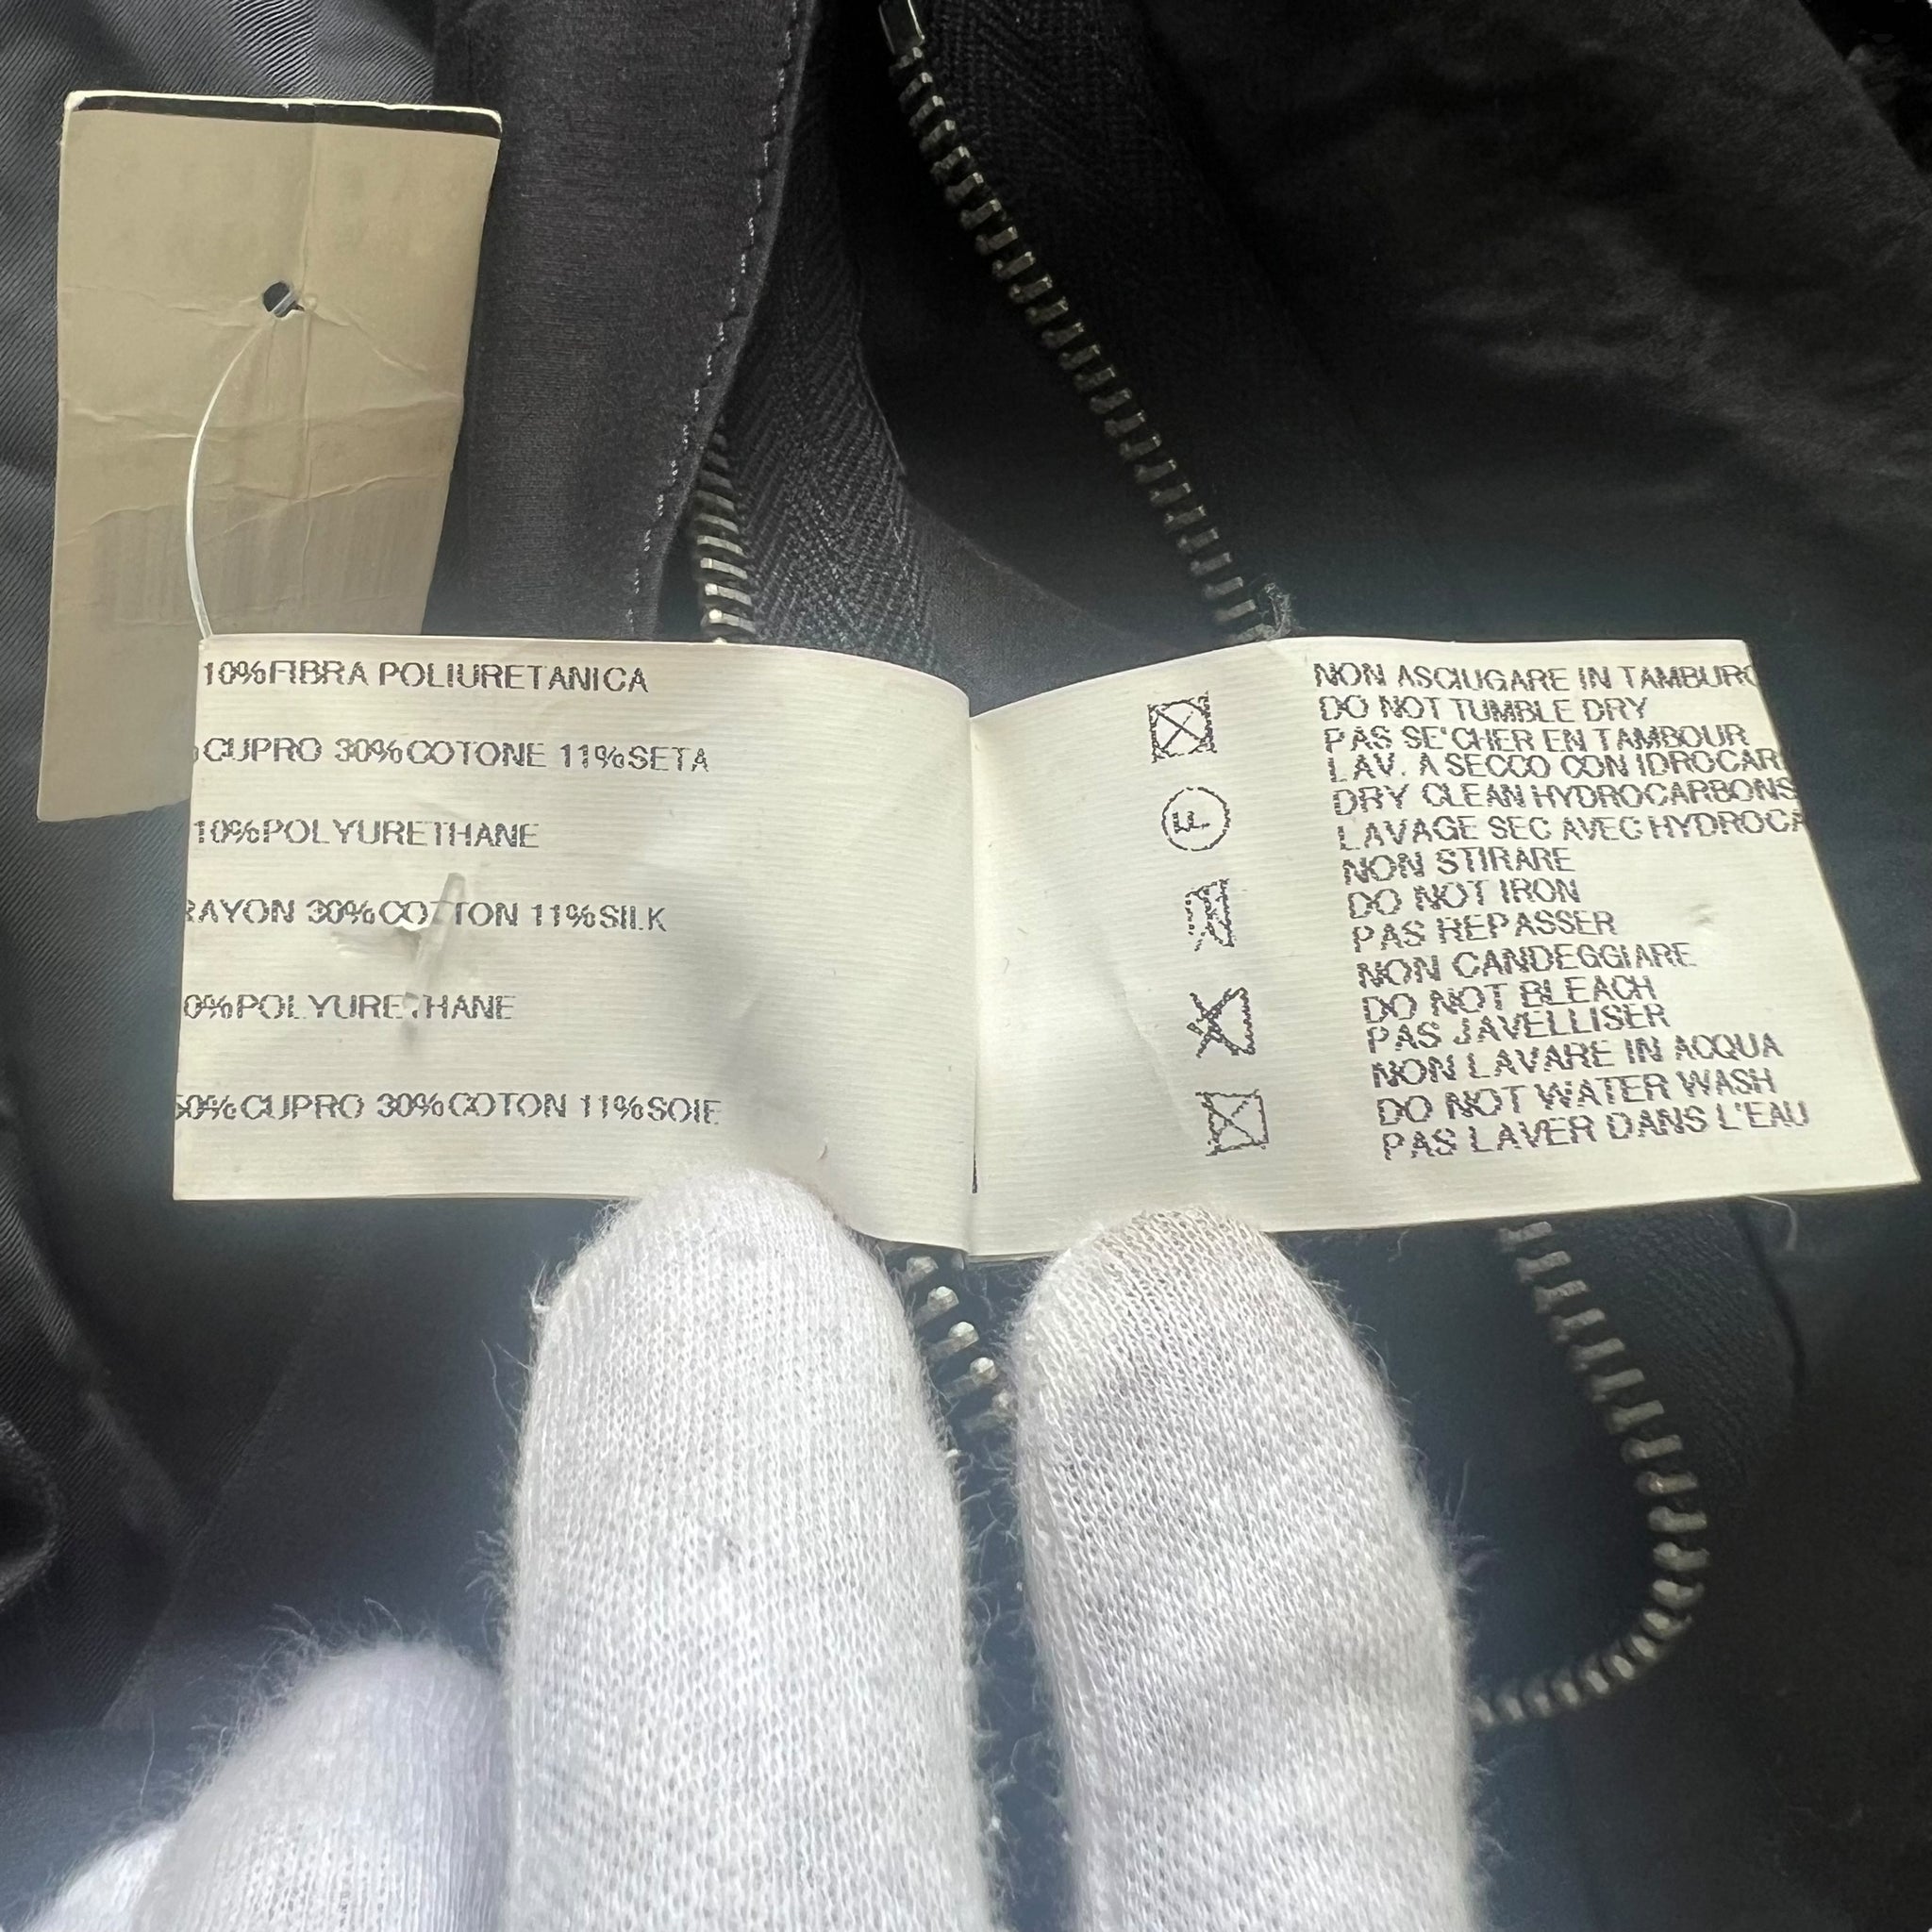 10%FIBRA POLIURETANICA
CUPRO 30%COTONE 11%SETA
10%POLYURETHANE
RAYON 30%COTTON 11%SILK
0%POLYURETHANE
50%CUPRO 30%COTON 11%SOIE
NON ASCIUGARE IN TAMBURO
DO NOT TUMBLE DRY
PAS SE'CHER EN TAMBOUR
LAV. A SECCO CON IDROCAR
DRY CLEAN HYDROCARBONS
F
LAVAGE SEC AVEC HYDROCA
NON STIRARE
DO NOT IRON
PAS REPASSER
NON CANDEGGIARE
DO NOT BLEACH
PAS JAVELLISER
NON LAVARE IN ACQUA
DO NOT WATER WASH
PAS LAVER DANS L'EAU